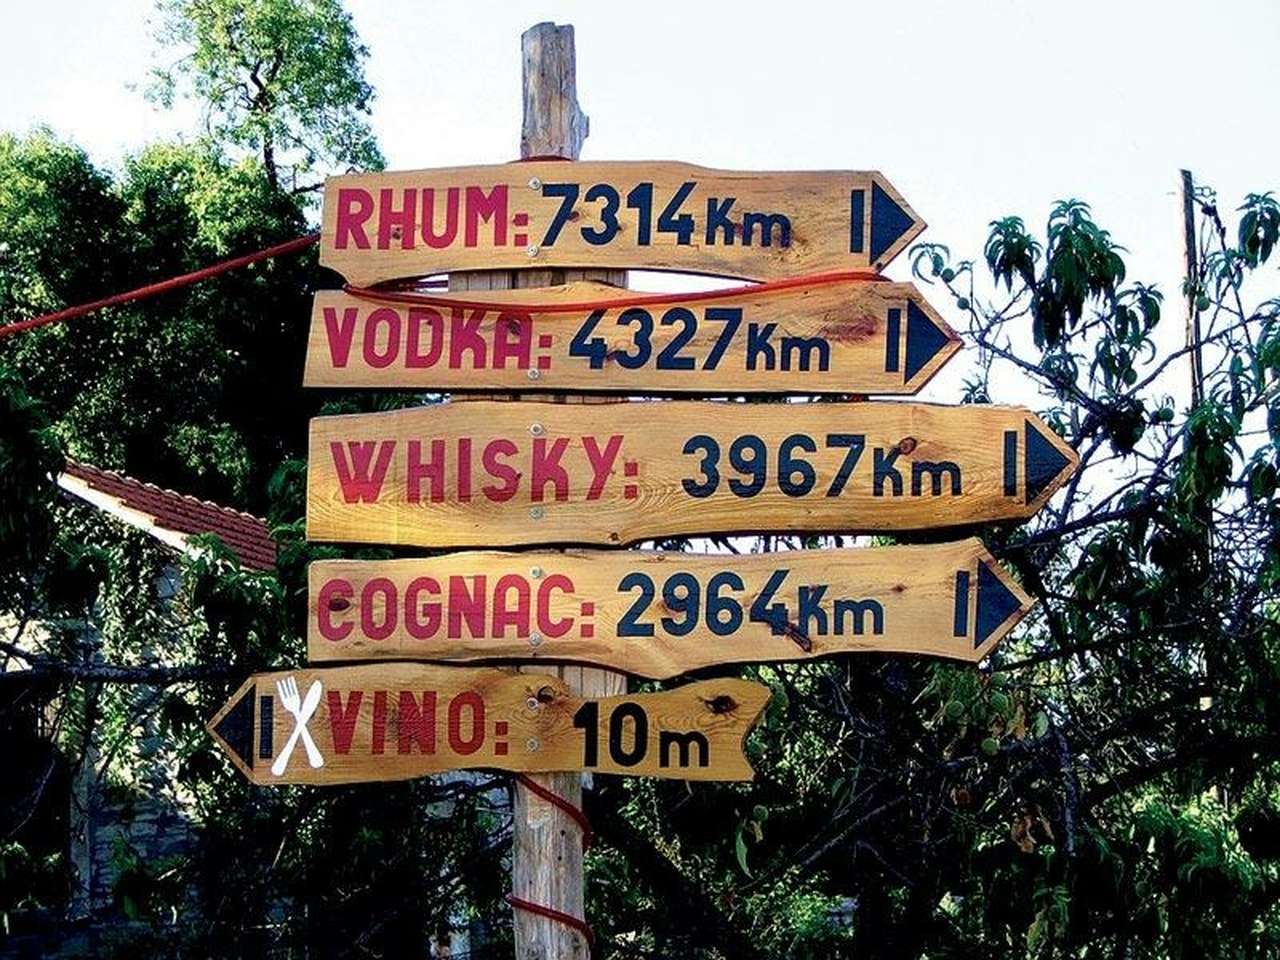 RHUM: 7314Km
VODKA: 4327Km
WHISKY: 3967Km
COGNAC: 2964Km
VINO: 10m